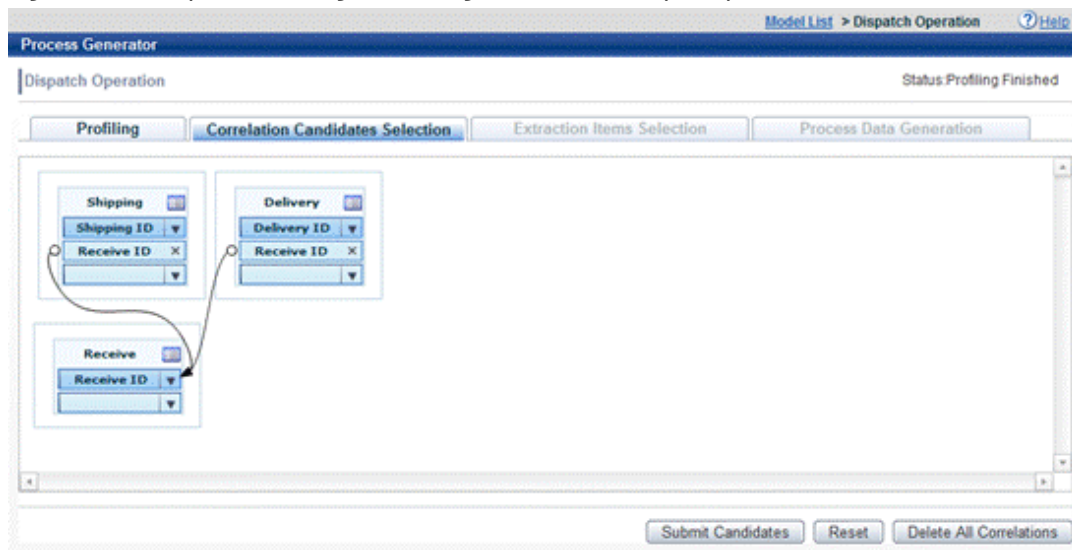 Model List > Dispatch Operation ?Help
Process Generator
Dispatch Operation Status:Profiling Finished
Profiling Correlation Candidates Selection Extraction Items Selection Process Data Generation
Shipping Delivery
Shipping ID Delivery ID
Receive ID × Receive ID ×
Receive
Receive ID
Submit Candidates Reset Delete All Correlations